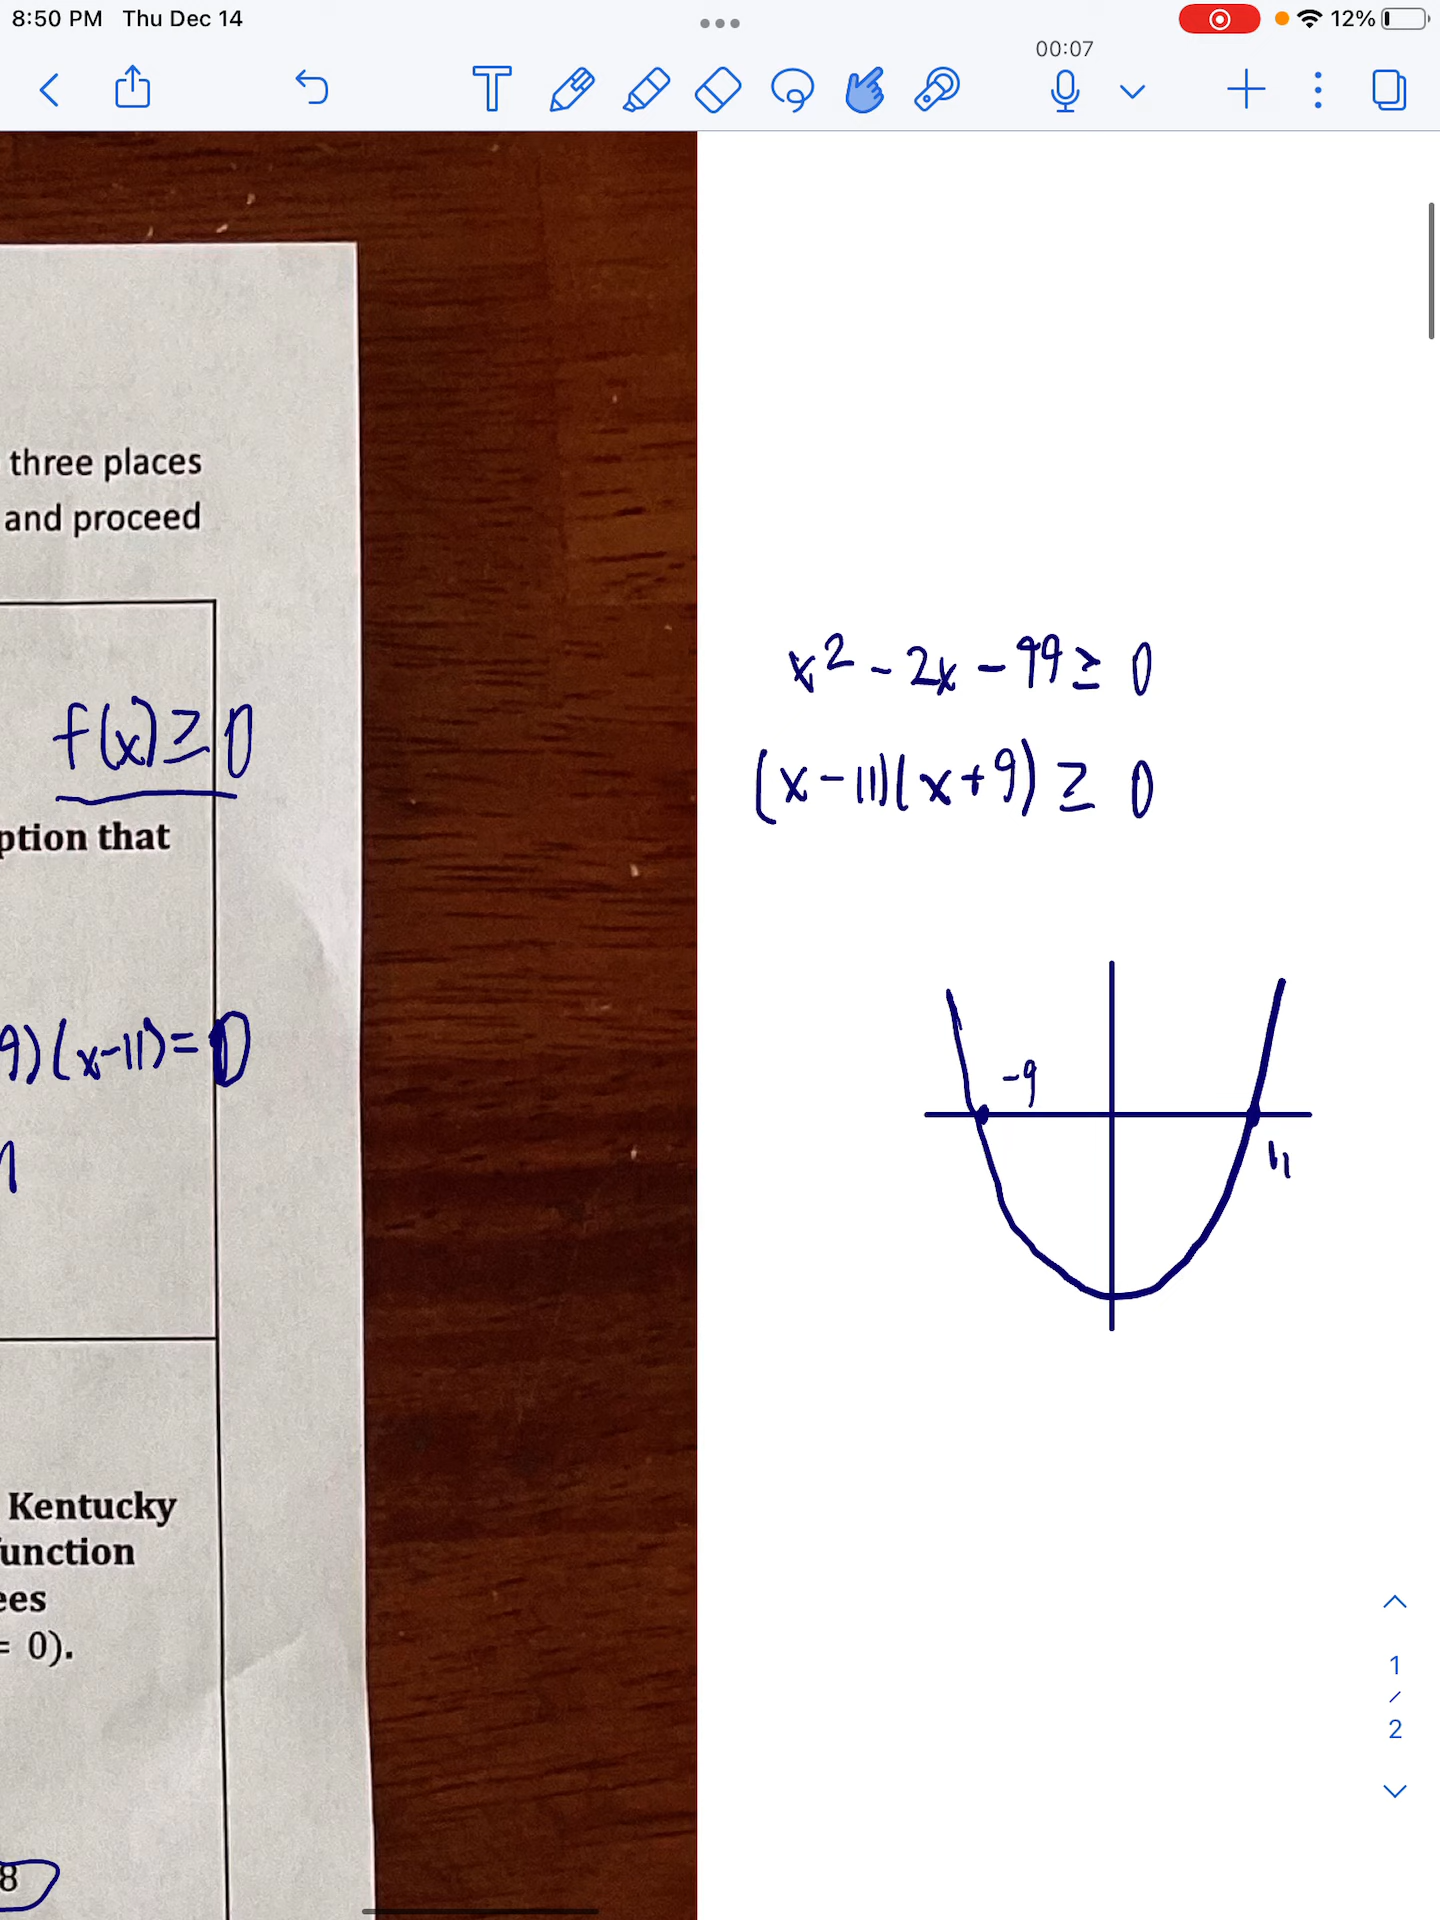 8:50 PM Thu Dec 14
12%
00:07
three places
and proceed
f(x) ≥ 0
ption that
9)(x-11)=0
Kentucky
unction
ees
= 0).
8
x² - 2x - 99 ≥ 0
(x-11)(x+9) ≥ 0
-9
11
1
/
2